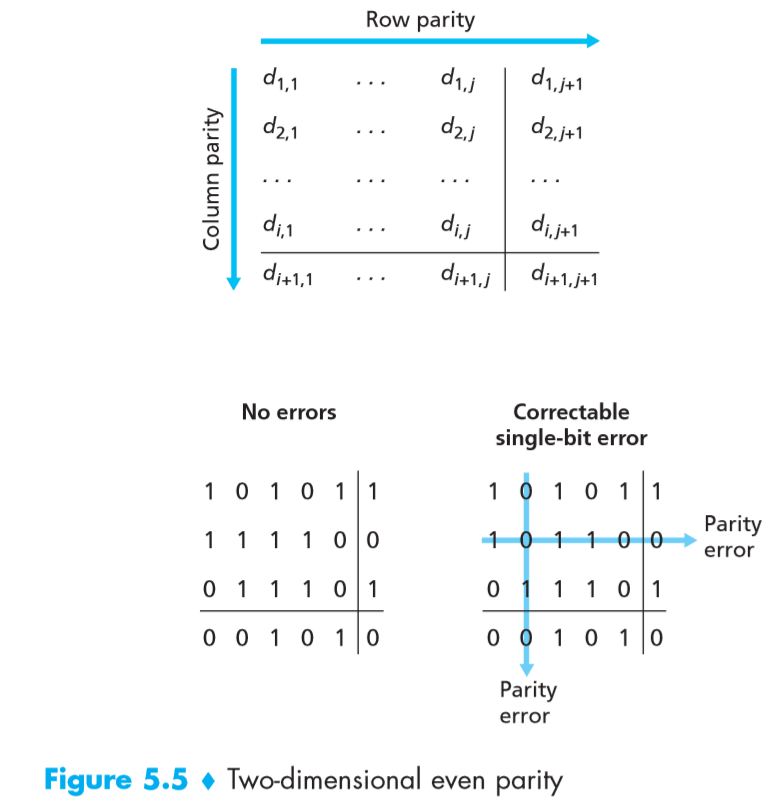 Row parity
Column parity
d1,1 . . . d1,j d1,j+1
d2,1 . . . d2,j d2,j+1
. . . . . . . . . . . .
di,1 . . . di,j di,j+1
di+1,1 . . . di+1,j di+1,j+1
No errors
1 0 1 0 1 1
1 1 1 1 0 0
0 1 1 1 0 1
0 0 1 0 1 0
Correctable
single-bit error
1 0 1 0 1 1
1 0 1 1 0 0
0 1 1 1 0 1
0 0 1 0 1 0
Parity
error
Parity
error
Figure 5.5 ♦ Two-dimensional even parity